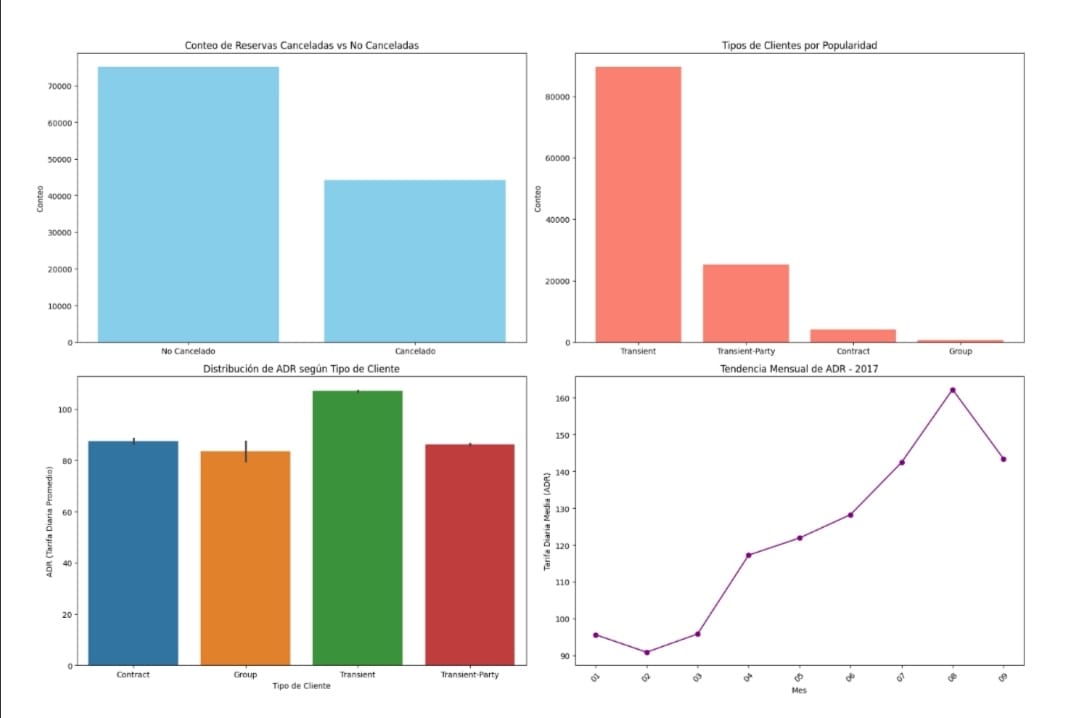 Conteo de Reservas Canceladas vs No Canceladas
Conteo
70000
60000
50000
40000
30000
20000
10000
0
No Cancelado
Cancelado
Tipos de Clientes por Popularidad
Conteo
80000
60000
40000
20000
0
Transient
Transient-Party
Contract
Group
Distribución de ADR según Tipo de Cliente
ADR (Tarifa Diaria Promedio)
100
80
60
40
20
0
Contract
Group
Transient
Transient-Party
Tipo de Cliente
Tendencia Mensual de ADR - 2017
Tarifa Diaria Media (ADR)
160
150
140
130
120
110
100
90
01
02
03
04
05
06
07
08
09
Mes